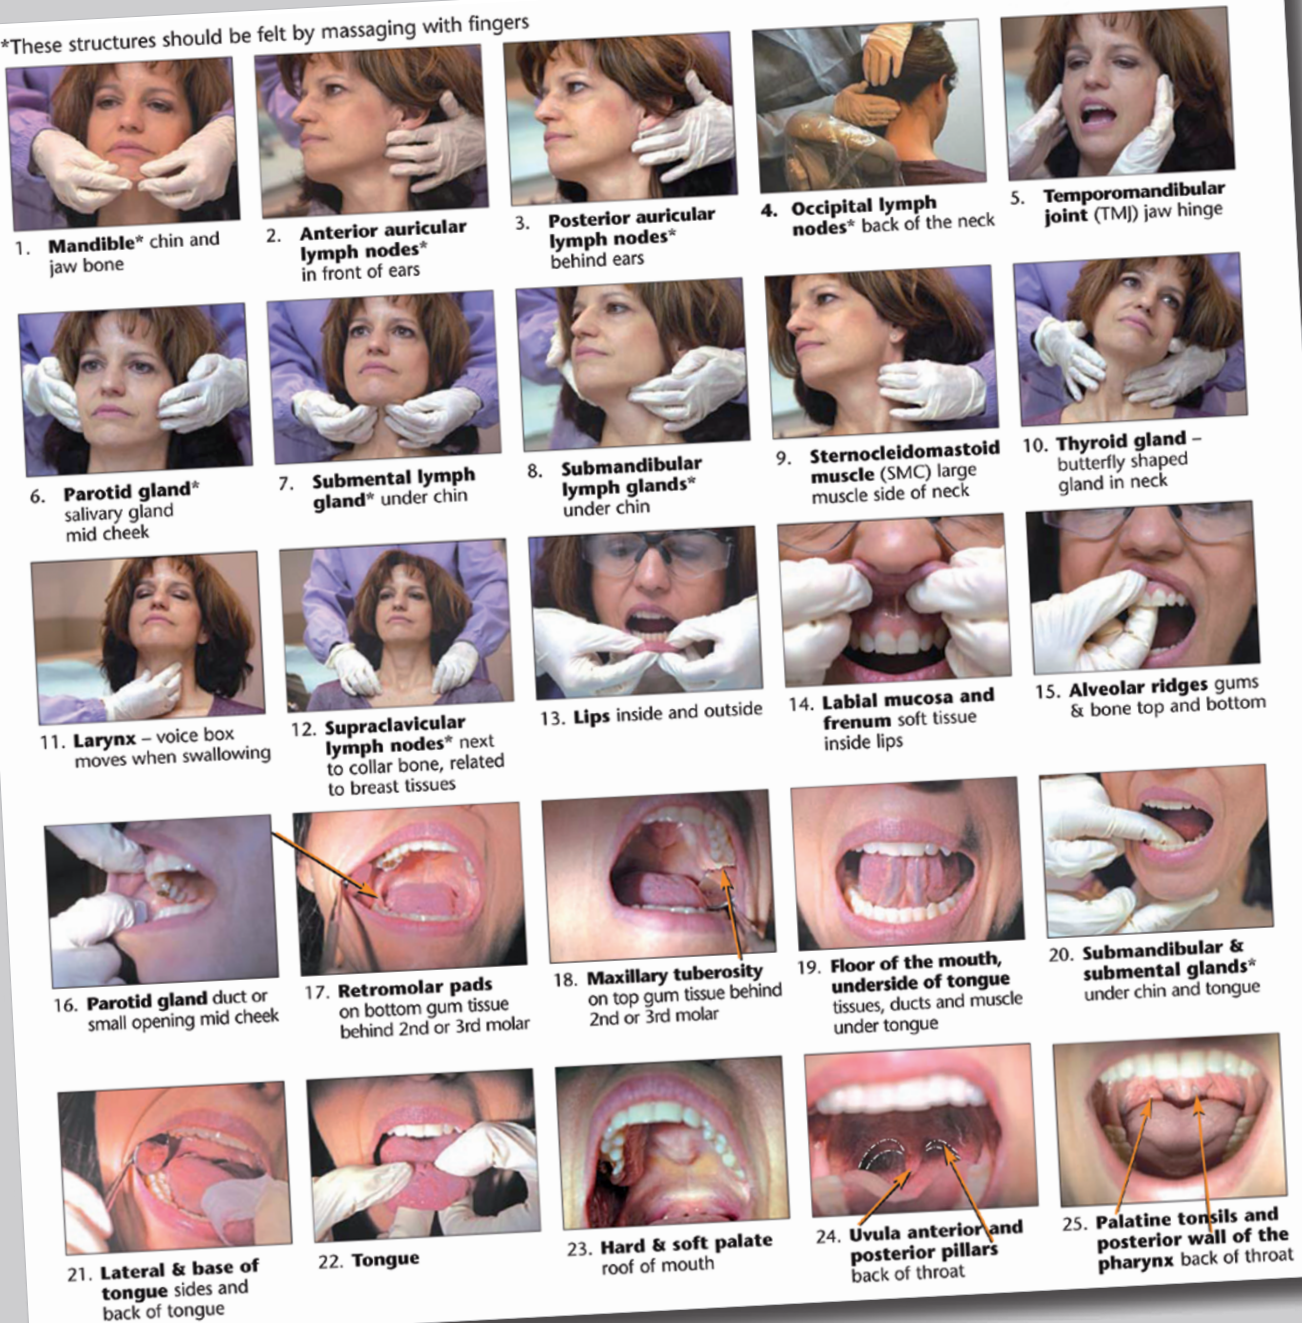 *These structures should be felt by massaging with fingers
1. Mandible* chin and
jaw bone
2. Anterior auricular
lymph nodes*
in front of ears
3. Posterior auricular
lymph nodes*
behind ears
4. Occipital lymph
nodes* back of the neck
5. Temporomandibular
joint (TMJ) jaw hinge
6. Parotid gland*
salivary gland
mid cheek
7. Submental lymph
gland* under chin
8. Submandibular
lymph glands*
under chin
9. Sternocleidomastoid
muscle (SMC) large
muscle side of neck
10. Thyroid gland –
butterfly shaped
gland in neck
11. Larynx – voice box
moves when swallowing
12. Supraclavicular
lymph nodes* next
to collar bone, related
to breast tissues
13. Lips inside and outside
14. Labial mucosa and
frenum soft tissue
inside lips
15. Alveolar ridges gums
& bone top and bottom
16. Parotid gland duct or
small opening mid cheek
17. Retromolar pads
on bottom gum tissue
behind 2nd or 3rd molar
18. Maxillary tuberosity
on top gum tissue behind
2nd or 3rd molar
19. Floor of the mouth,
underside of tongue
tissues, ducts and muscle
under tongue
20. Submandibular &
submental glands*
under chin and tongue
21. Lateral & base of
tongue sides and
back of tongue
22. Tongue
23. Hard & soft palate
roof of mouth
24. Uvula anterior and
posterior pillars
back of throat
25. Palatine tonsils and
posterior wall of the
pharynx back of throat